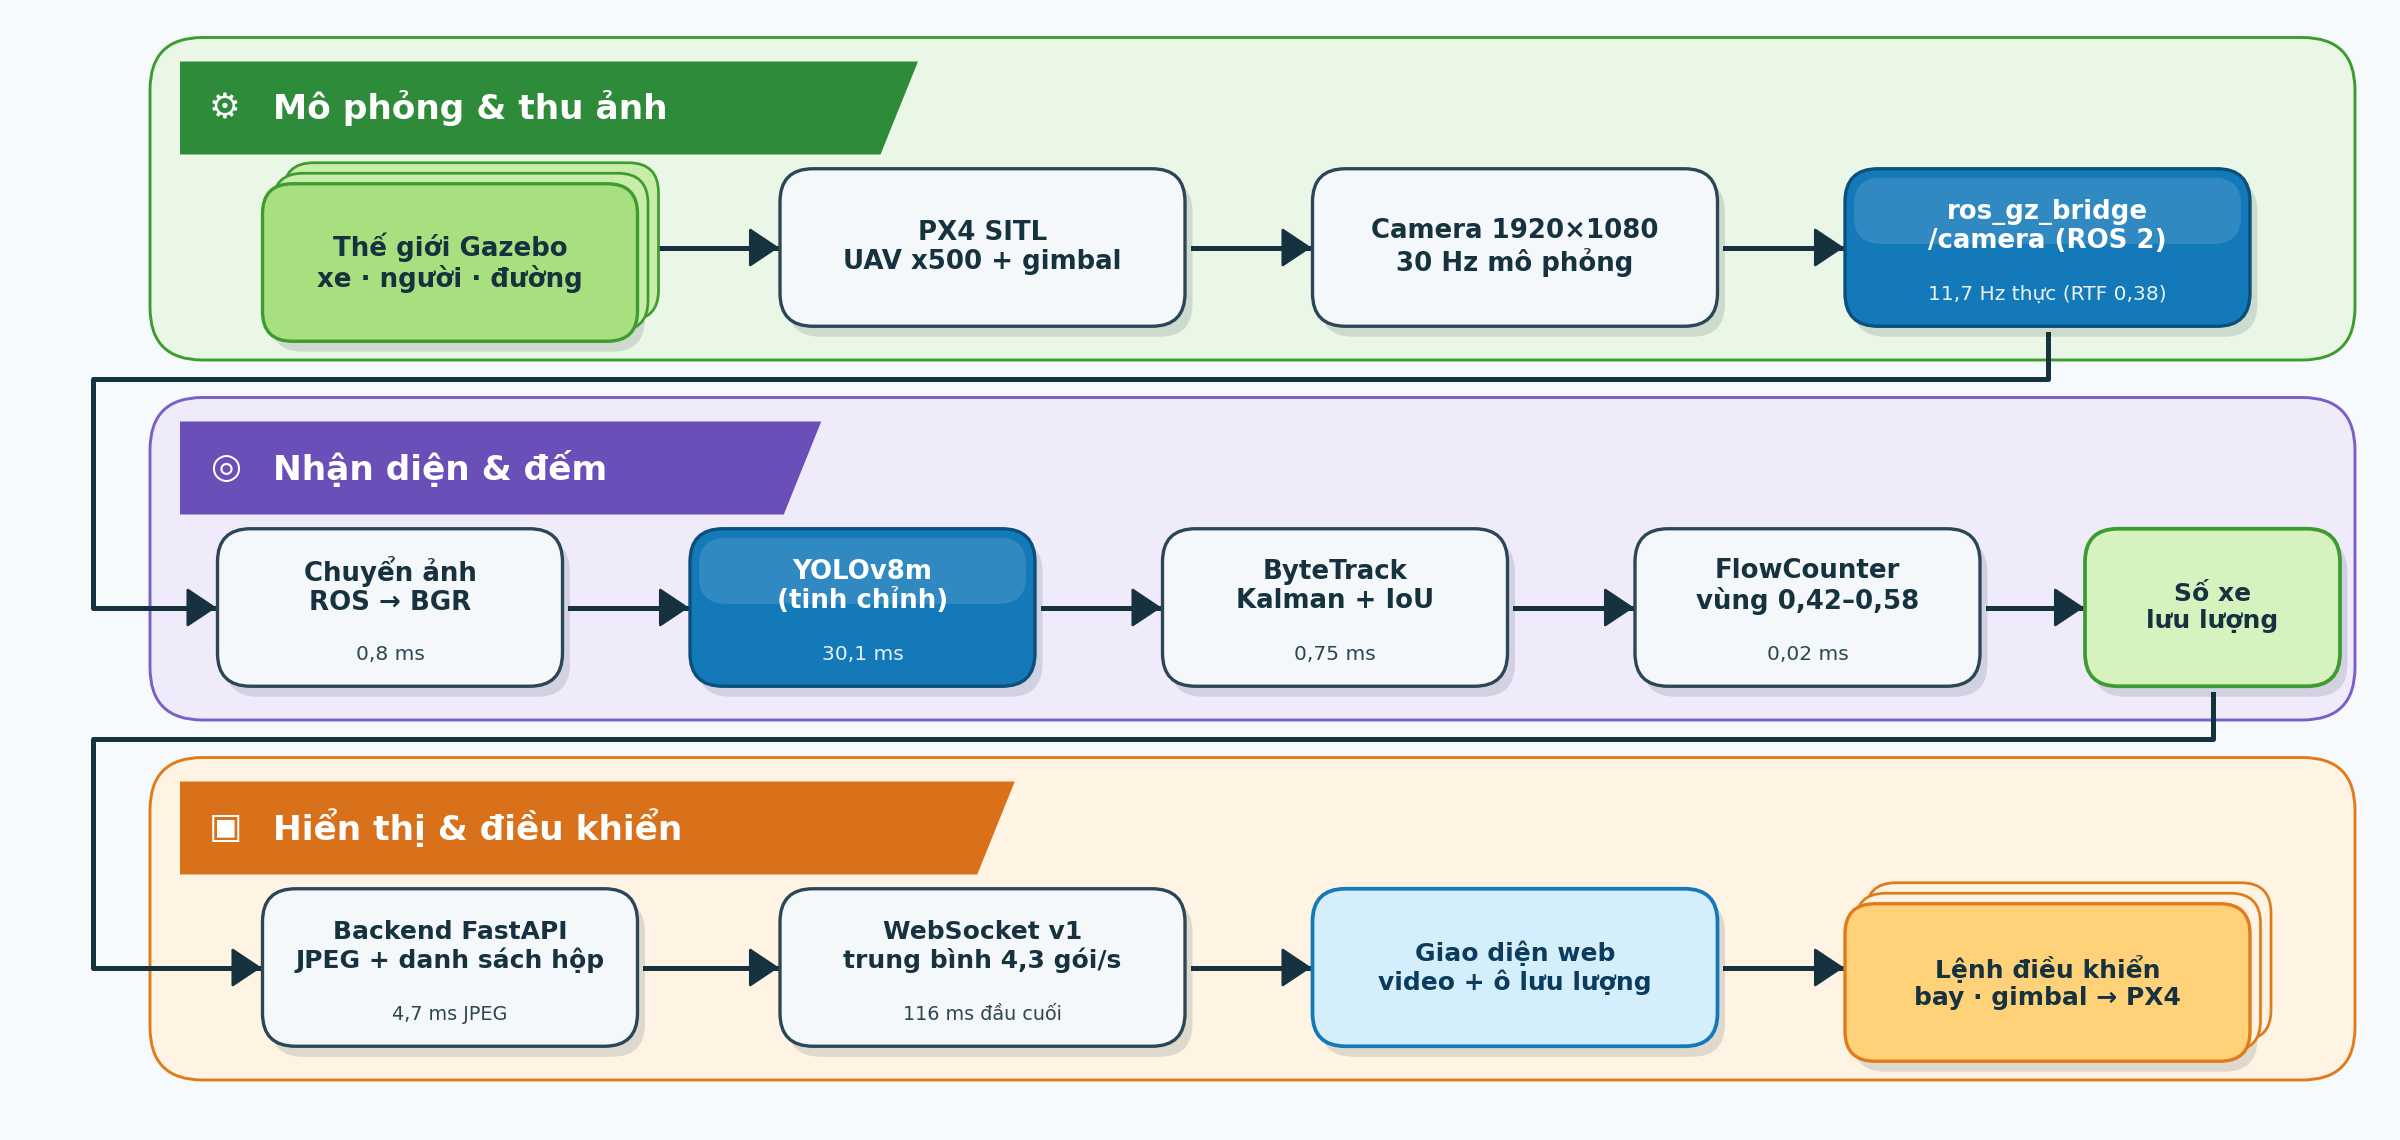 ⚙ Mô phỏng & thu ảnh
Thế giới Gazebo
xe · người · đường
PX4 SITL
UAV x500 + gimbal
Camera 1920×1080
30 Hz mô phỏng
ros_gz_bridge
/camera (ROS 2)
11,7 Hz thực (RTF 0,38)
◎ Nhận diện & đếm
Chuyển ảnh
ROS → BGR
0,8 ms
YOLOv8m
(tinh chỉnh)
30,1 ms
ByteTrack
Kalman + IoU
0,75 ms
FlowCounter
vùng 0,42–0,58
0,02 ms
Số xe
lưu lượng
▣ Hiển thị & điều khiển
Backend FastAPI
JPEG + danh sách hộp
4,7 ms JPEG
WebSocket v1
trung bình 4,3 gói/s
116 ms đầu cuối
Giao diện web
video + ô lưu lượng
Lệnh điều khiển
bay · gimbal → PX4